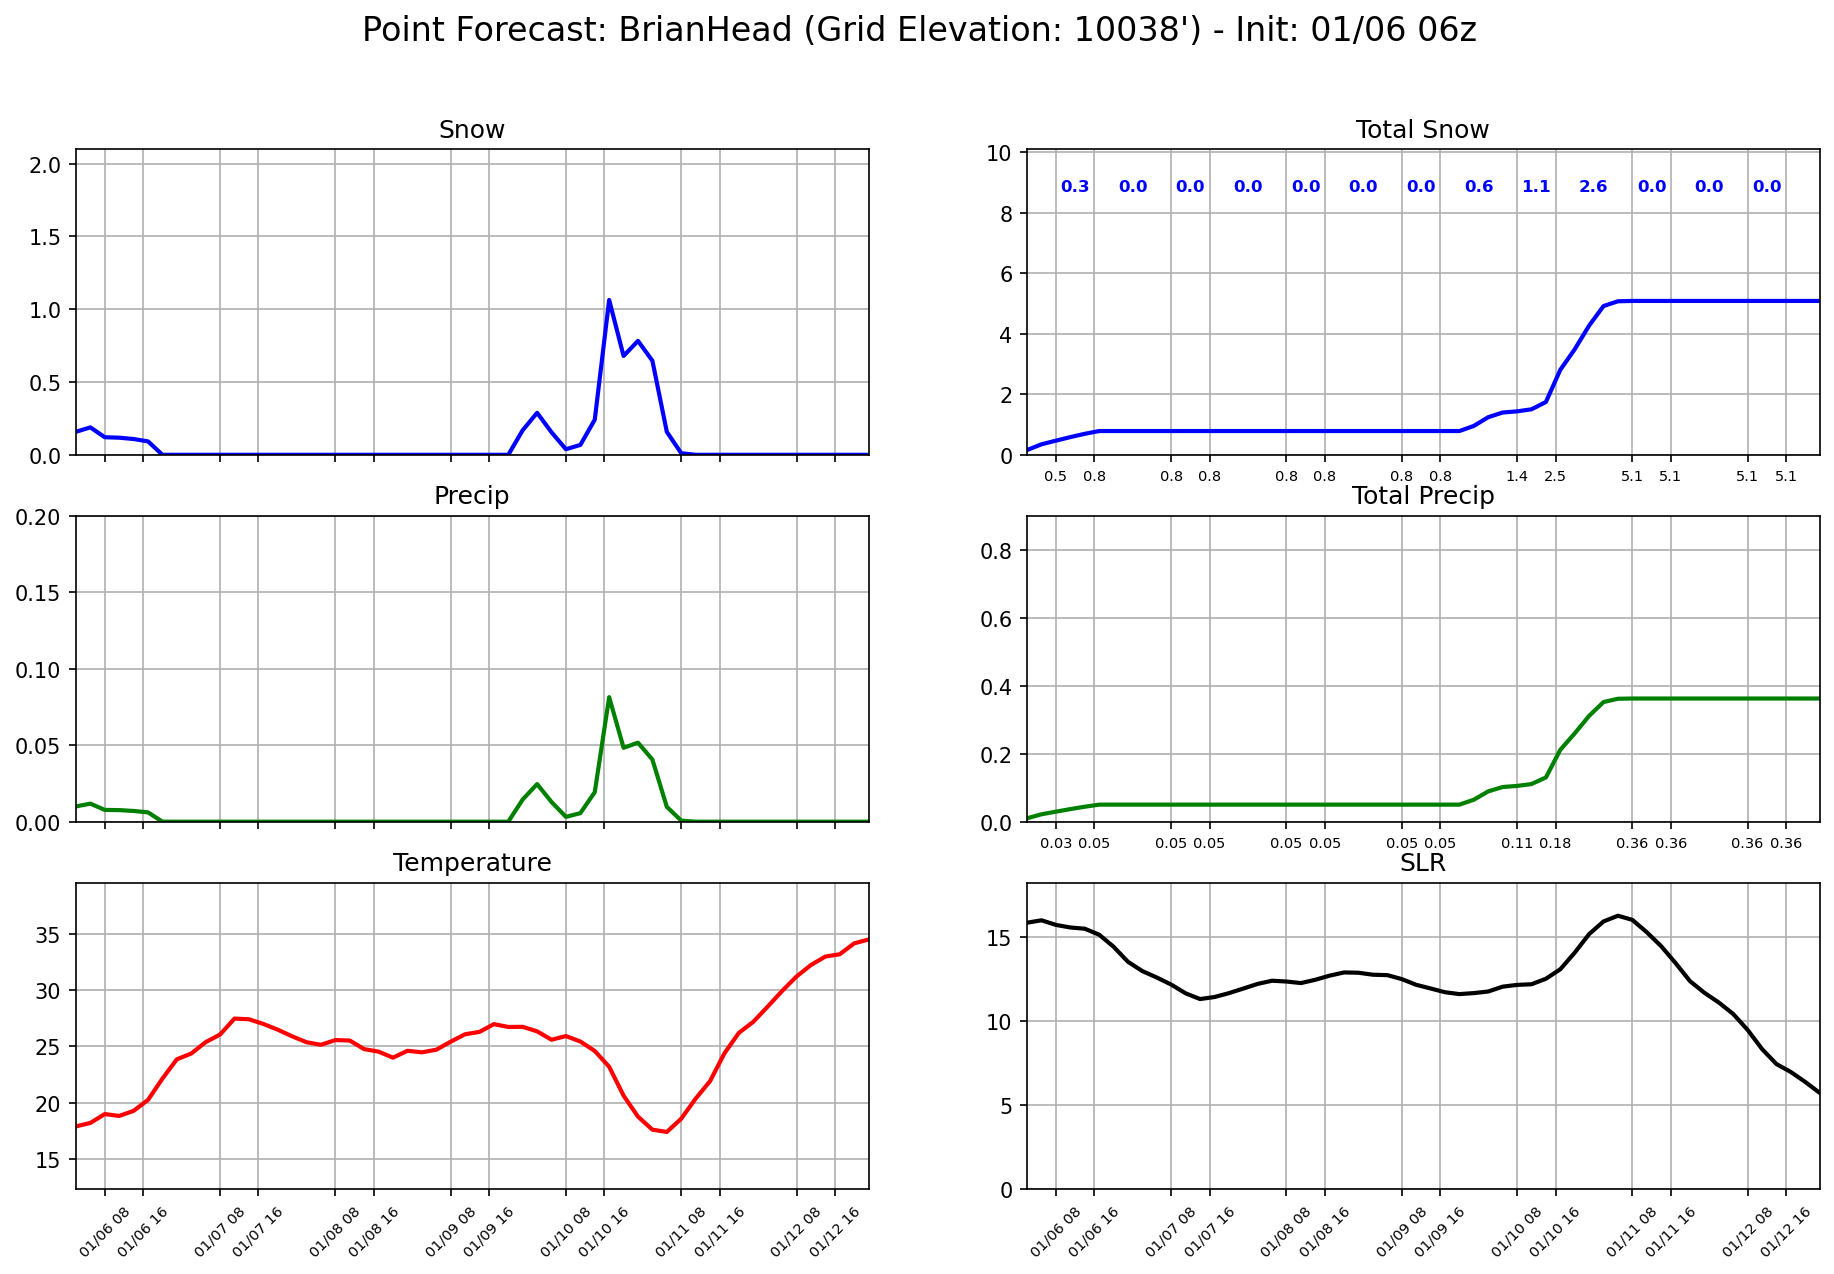 Point Forecast: BrianHead (Grid Elevation: 10038') - Init: 01/06 06z
Snow
2.0
1.5
1.0
0.5
0.0
Total Snow
10
8
6
4
2
0
0.3 0.0 0.0 0.0 0.0 0.0 0.0 0.6 1.1 2.6 0.0 0.0 0.0
0.5 0.8 0.8 0.8 0.8 0.8 0.8 0.8 1.4 2.5 5.1 5.1 5.1 5.1
Precip
0.20
0.15
0.10
0.05
0.00
Total Precip
0.8
0.6
0.4
0.2
0.0
0.03 0.05 0.05 0.05 0.05 0.05 0.05 0.05 0.11 0.18 0.36 0.36 0.36 0.36
Temperature
35
30
25
20
15
01/06 08 01/06 16 01/07 08 01/07 16 01/08 08 01/08 16 01/09 08 01/09 16 01/10 08 01/10 16 01/11 08 01/11 16 01/12 08 01/12 16
SLR
15
10
5
0
01/06 08 01/06 16 01/07 08 01/07 16 01/08 08 01/08 16 01/09 08 01/09 16 01/10 08 01/10 16 01/11 08 01/11 16 01/12 08 01/12 16